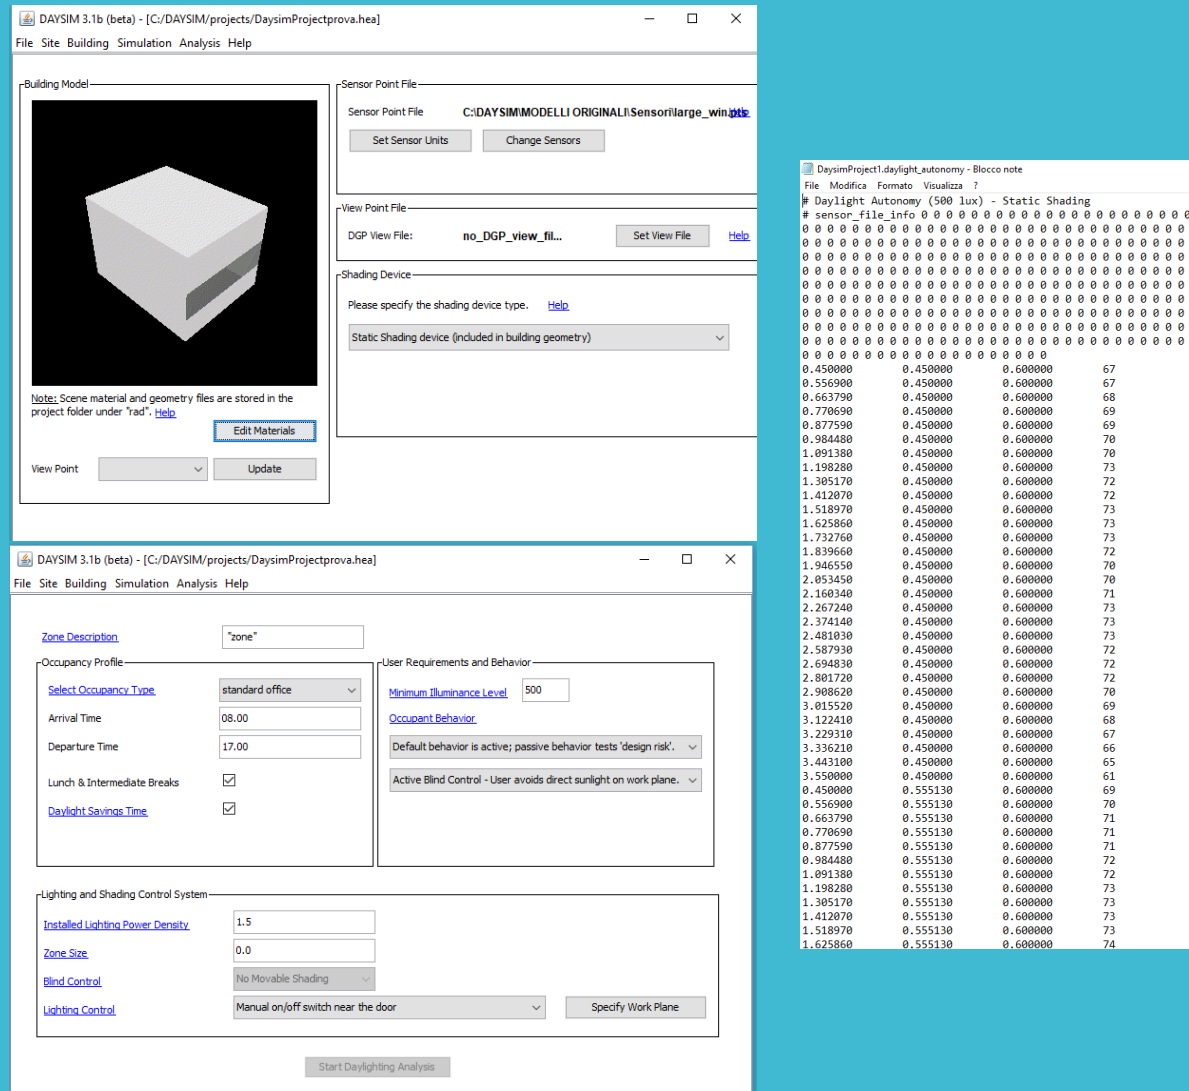 DAYSIM 3.1b (beta) - [C:/DAYSIM/projects/DaysimProjectprova.hea]
File Site Building Simulation Analysis Help
Building Model
Note: Scene material and geometry files are stored in the
project folder under "rad". Help
Edit Materials
View Point
Update
Sensor Point File
Sensor Point File C:\DAYSIM\MODELLI ORIGINALI\Sensori\large_win.pts
Set Sensor Units
Change Sensors
View Point File
DGP View File: no_DGP_view_fil... Set View File Help
Shading Device
Please specify the shading device type. Help
Static Shading device (included in building geometry)
DAYSIM 3.1b (beta) - [C:/DAYSIM/projects/DaysimProjectprova.hea]
File Site Building Simulation Analysis Help
Zone Description "zone"
Occupancy Profile
Select Occupancy Type standard office
Arrival Time 08.00
Departure Time 17.00
Lunch & Intermediate Breaks
Daylight Savings Time
User Requirements and Behavior
Minimum Illuminance Level 500
Occupant Behavior
Default behavior is active; passive behavior tests 'design risk'.
Active Blind Control - User avoids direct sunlight on work plane.
Lighting and Shading Control System
Installed Lighting Power Density 1.5
Zone Size 0.0
Blind Control No Movable Shading
Lighting Control Manual on/off switch near the door Specify Work Plane
Start Daylighting Analysis
DaysimProject1.daylight_autonomy - Blocco note
File Modifica Formato Visualizza ?
# Daylight Autonomy (500 lux) - Static Shading
# sensor_file_info 0 0 0 0 0 0 0 0 0 0 0 0 0 0 0 0 0 0 0 0 0 0
0 0 0 0 0 0 0 0 0 0 0 0 0 0 0 0 0 0 0 0 0 0 0 0 0 0 0 0 0 0 0
0 0 0 0 0 0 0 0 0 0 0 0 0 0 0 0 0 0 0 0 0 0 0 0 0 0 0 0 0 0 0
0 0 0 0 0 0 0 0 0 0 0 0 0 0 0 0 0 0 0 0 0 0 0 0 0 0 0 0 0 0 0
0 0 0 0 0 0 0 0 0 0 0 0 0 0 0 0 0 0 0 0 0 0 0 0 0 0 0 0 0 0 0
0 0 0 0 0 0 0 0 0 0 0 0 0 0 0 0 0 0 0 0 0 0 0 0 0 0 0 0 0 0 0
0 0 0 0 0 0 0 0 0 0 0 0 0 0 0 0 0 0 0 0 0 0 0 0 0 0 0 0 0 0 0
0 0 0 0 0 0 0 0 0 0 0 0 0 0 0 0 0 0 0 0 0 0 0 0 0 0 0 0 0 0 0
0 0 0 0 0 0 0 0 0 0 0 0 0 0 0 0 0 0 0 0 0 0 0 0 0 0 0 0 0 0 0
0 0 0 0 0 0 0 0 0 0 0 0 0 0 0 0 0 0 0 0 0 0 0 0 0 0 0 0 0 0 0
0 0 0 0 0 0 0 0 0 0 0 0 0 0 0 0 0 0 0 0
0.450000 0.450000 0.600000 67
0.556900 0.450000 0.600000 67
0.663790 0.450000 0.600000 68
0.770690 0.450000 0.600000 69
0.877590 0.450000 0.600000 69
0.984480 0.450000 0.600000 70
1.091380 0.450000 0.600000 70
1.198280 0.450000 0.600000 73
1.305170 0.450000 0.600000 72
1.412070 0.450000 0.600000 72
1.518970 0.450000 0.600000 73
1.625860 0.450000 0.600000 73
1.732760 0.450000 0.600000 73
1.839660 0.450000 0.600000 72
1.946550 0.450000 0.600000 70
2.053450 0.450000 0.600000 70
2.160340 0.450000 0.600000 71
2.267240 0.450000 0.600000 73
2.374140 0.450000 0.600000 73
2.481030 0.450000 0.600000 73
2.587930 0.450000 0.600000 72
2.694830 0.450000 0.600000 72
2.801720 0.450000 0.600000 72
2.908620 0.450000 0.600000 70
3.015520 0.450000 0.600000 69
3.122410 0.450000 0.600000 68
3.229310 0.450000 0.600000 67
3.336210 0.450000 0.600000 66
3.443100 0.450000 0.600000 65
3.550000 0.450000 0.600000 61
0.450000 0.555130 0.600000 69
0.556900 0.555130 0.600000 70
0.663790 0.555130 0.600000 71
0.770690 0.555130 0.600000 71
0.877590 0.555130 0.600000 71
0.984480 0.555130 0.600000 72
1.091380 0.555130 0.600000 72
1.198280 0.555130 0.600000 73
1.305170 0.555130 0.600000 73
1.412070 0.555130 0.600000 73
1.518970 0.555130 0.600000 73
1.625860 0.555130 0.600000 74